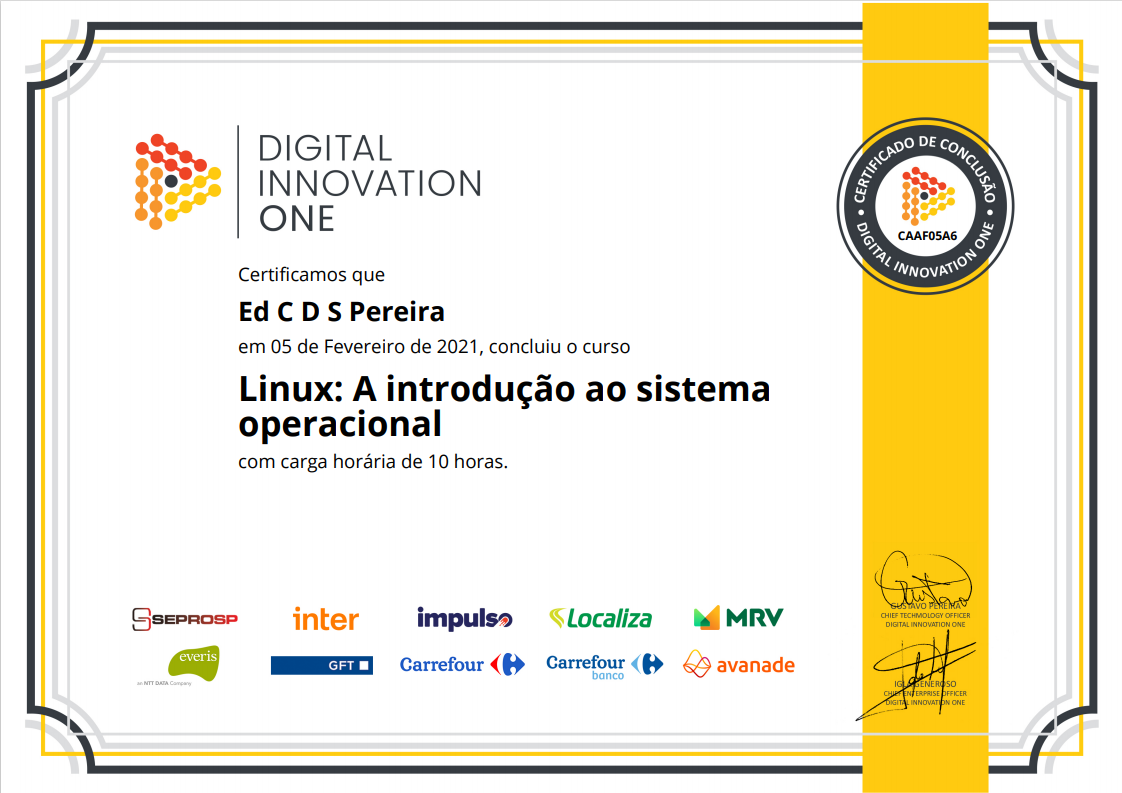 DIGITAL
INNOVATION
ONE
CERTIFICADO DE CONCLUSÃO
CAAF05A6
• DIGITAL INNOVATION ONE •
Certificamos que
Ed C D S Pereira
em 05 de Fevereiro de 2021, concluiu o curso
Linux: A introdução ao sistema
operacional
com carga horária de 10 horas.
SEPROSP
inter
impulso
Localiza
MRV
everis
an NTT DATA Company
GFT
Carrefour
Carrefour
banco
avanade
GUSTAVO PEREIRA
CHIEF TECHNOLOGY OFFICER
DIGITAL INNOVATION ONE
GENEROSO
CHIEF ENTERPRISE OFFICER
DIGITAL INNOVATION ONE